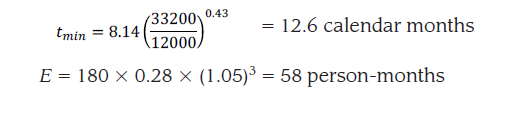 t_min = 8.14 (33200/12000)^0.43 = 12.6 calendar months
E = 180 × 0.28 × (1.05)^3 = 58 person-months